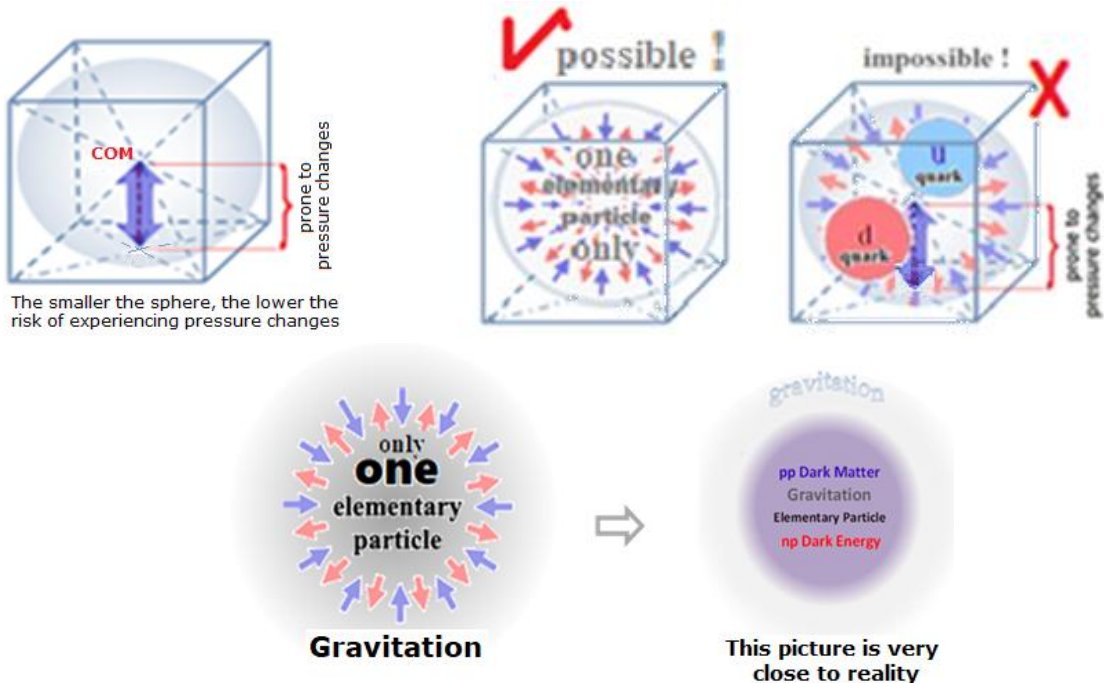 COM
prone to
pressure changes
The smaller the sphere, the lower the
risk of experiencing pressure changes
possible !
one
elementary
particle
only
impossible !
X
u
quark
d
quark
prone to
pressure changes
only
one
elementary
particle
Gravitation
gravitation
pp Dark Matter
Gravitation
Elementary Particle
np Dark Energy
This picture is very
close to reality